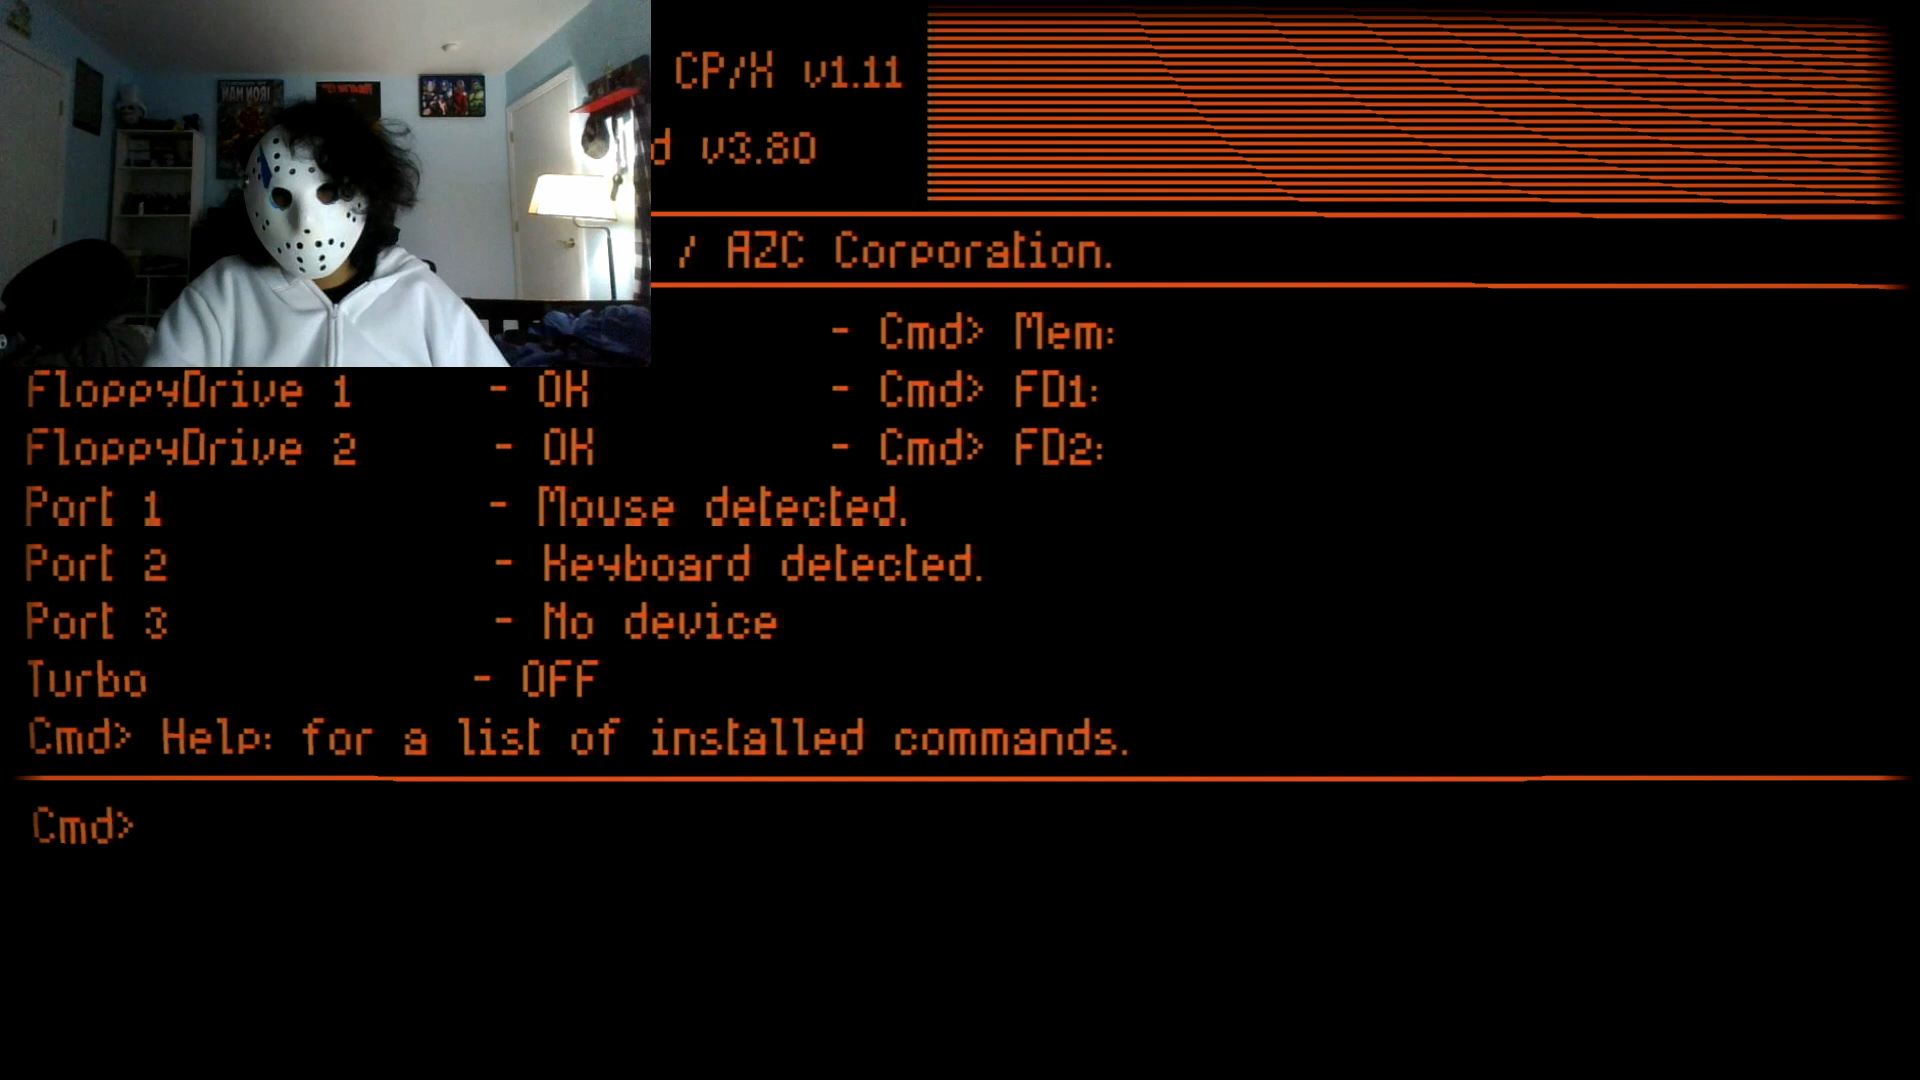 CP/X v1.11
v3.80
/ AZC Corporation.
- Cmd> Mem:
FloppyDrive 1 - OK - Cmd> FD1:
FloppyDrive 2 - OK - Cmd> FD2:
Port 1 - Mouse detected.
Port 2 - Keyboard detected.
Port 3 - No device
Turbo - OFF
Cmd> Help: for a list of installed commands.
Cmd>
IRON MAN